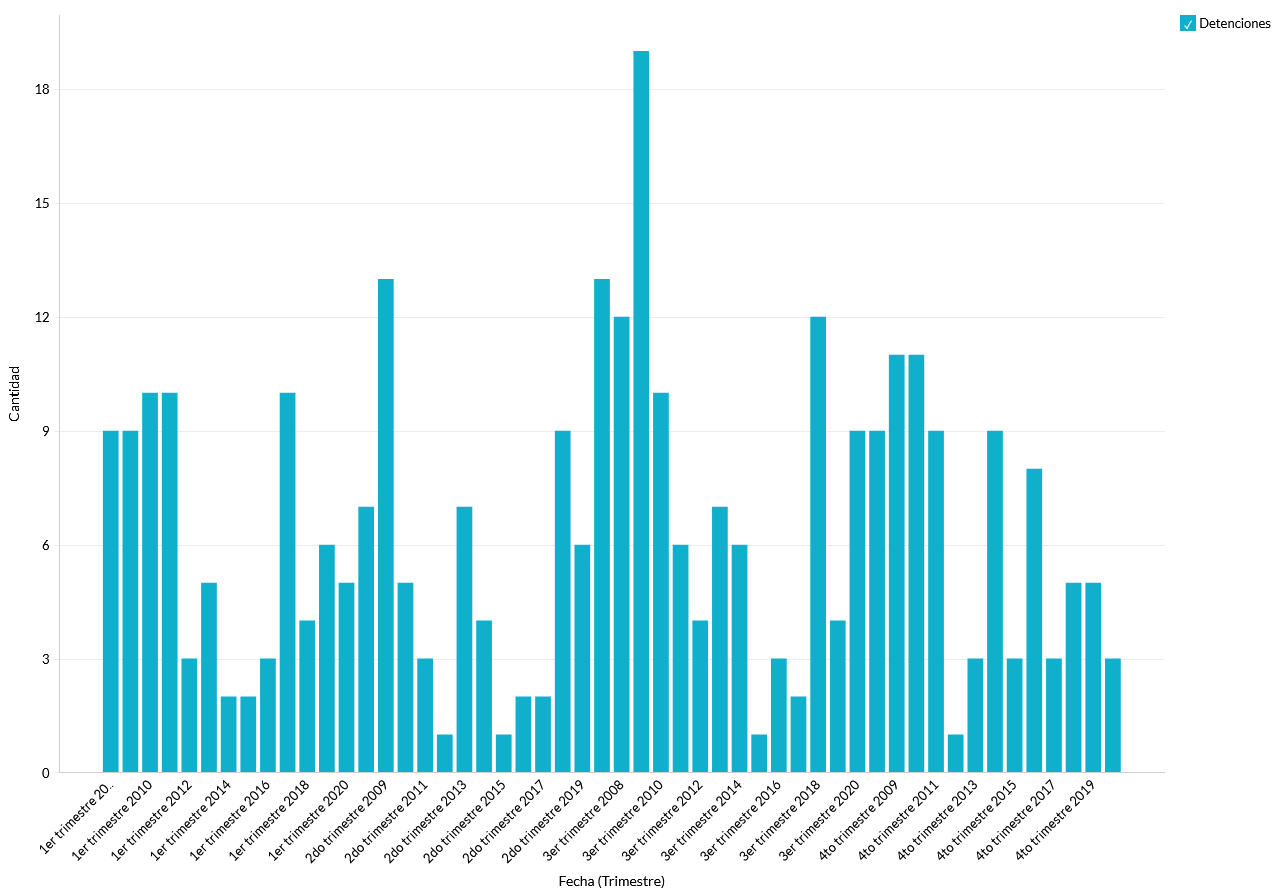 Detenciones
18
15
12
9
6
3
0
Cantidad
1er trimestre 20..
1er trimestre 2010
1er trimestre 2012
1er trimestre 2014
1er trimestre 2016
1er trimestre 2018
1er trimestre 2020
2do trimestre 2009
2do trimestre 2011
2do trimestre 2013
2do trimestre 2015
2do trimestre 2017
2do trimestre 2019
3er trimestre 2008
3er trimestre 2010
3er trimestre 2012
3er trimestre 2014
3er trimestre 2016
3er trimestre 2018
3er trimestre 2020
4to trimestre 2009
4to trimestre 2011
4to trimestre 2013
4to trimestre 2015
4to trimestre 2017
4to trimestre 2019
Fecha (Trimestre)